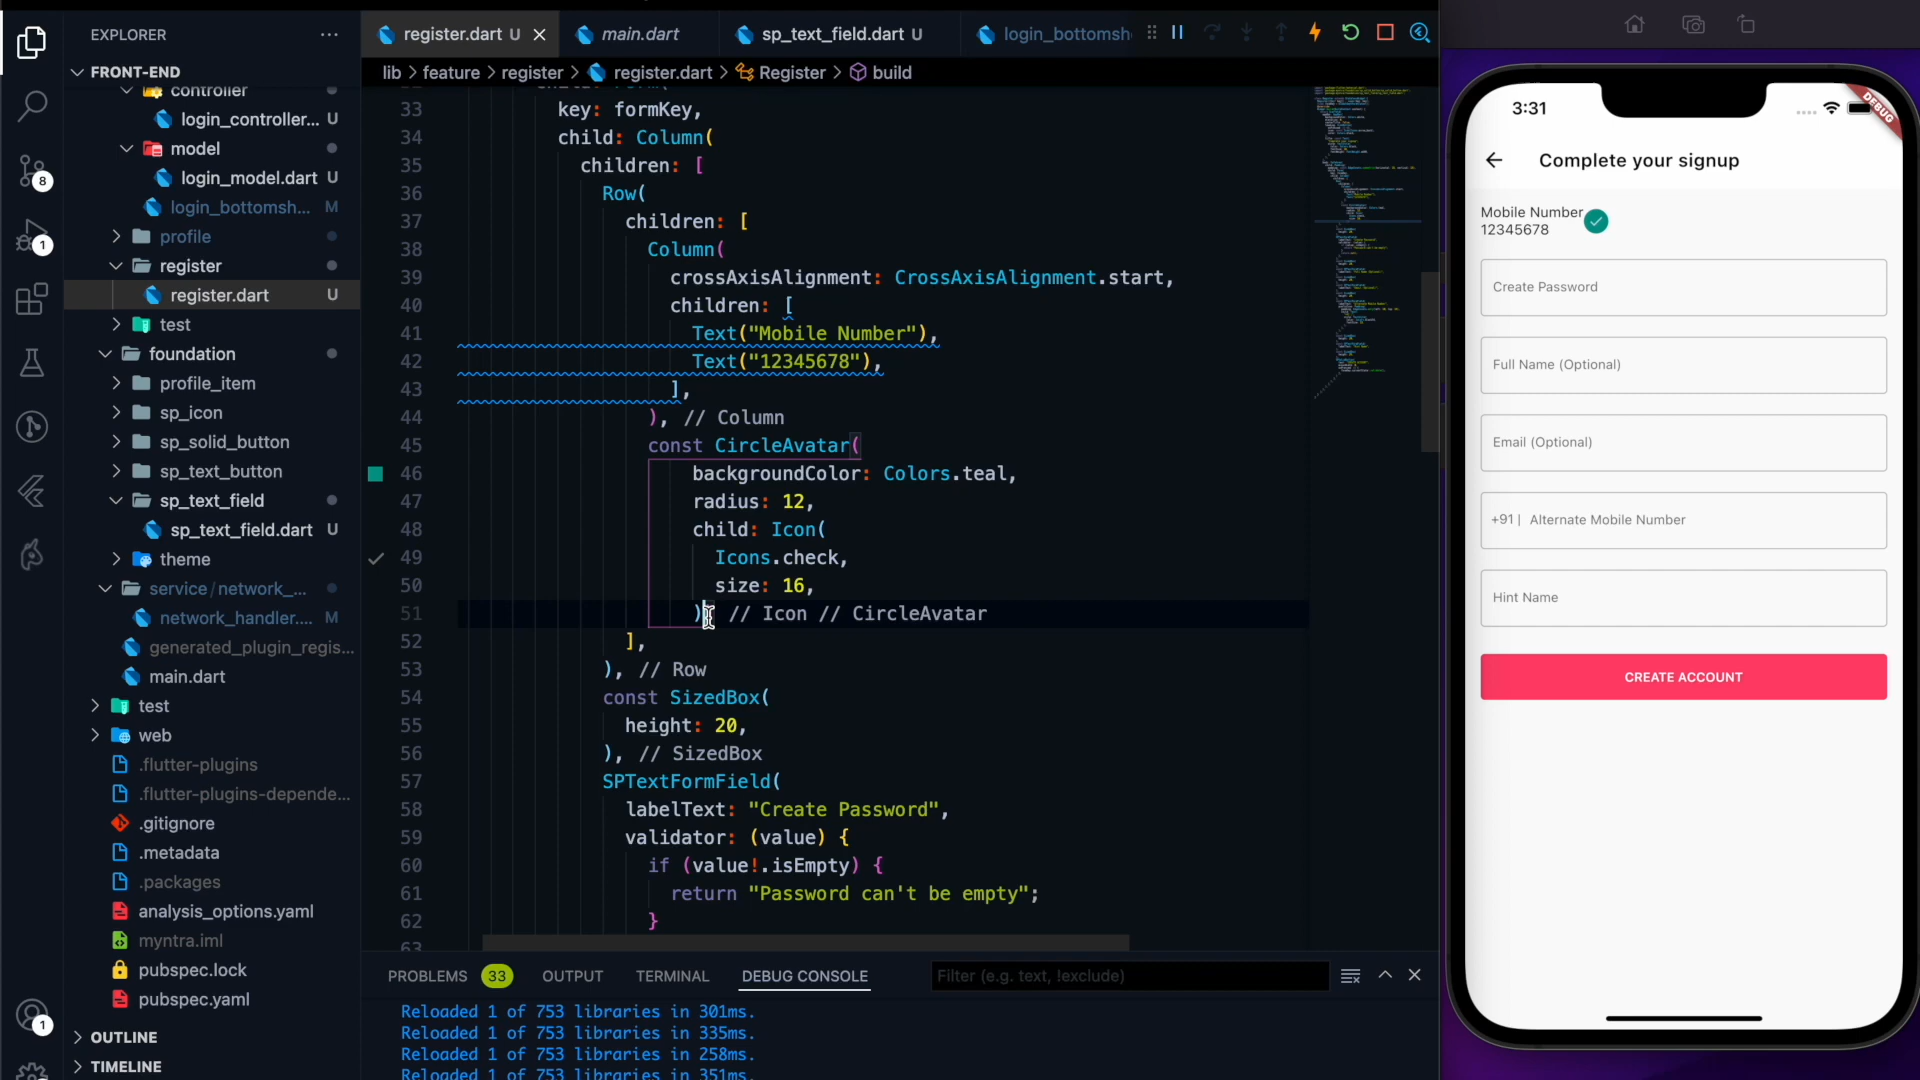 EXPLORER
FRONT-END
controller
login_controller... U
model
login_model.dart U
login_bottomsh... M
profile
register
register.dart U
test
foundation
profile_item
sp_icon
sp_solid_button
sp_text_button
sp_text_field
sp_text_field.dart U
theme
service/network_...
network_handler.... M
generated_plugin_regis...
main.dart
test
web
.flutter-plugins
.flutter-plugins-depende...
.gitignore
.metadata
.packages
analysis_options.yaml
myntra.iml
pubspec.lock
pubspec.yaml
OUTLINE
TIMELINE
8
1
1
register.dart U
main.dart
sp_text_field.dart U
login_bottomsh
lib > feature > register > register.dart > Register > build
33 key: formKey,
34 child: Column(
35 children: [
36 Row(
37 children: [
38 Column(
39 crossAxisAlignment: CrossAxisAlignment.start,
40 children: [
41 Text("Mobile Number"),
42 Text("12345678"),
43 ],
44 ), // Column
45 const CircleAvatar(
46 backgroundColor: Colors.teal,
47 radius: 12,
48 child: Icon(
49 Icons.check,
50 size: 16,
51 ) // Icon // CircleAvatar
52 ],
53 ), // Row
54 const SizedBox(
55 height: 20,
56 ), // SizedBox
57 SPTextFormField(
58 labelText: "Create Password",
59 validator: (value) {
60 if (value!.isEmpty) {
61 return "Password can't be empty";
62 }
63
PROBLEMS 33 OUTPUT TERMINAL DEBUG CONSOLE Filter (e.g. text, !exclude)
Reloaded 1 of 753 libraries in 301ms.
Reloaded 1 of 753 libraries in 335ms.
Reloaded 1 of 753 libraries in 258ms.
Reloaded 1 of 753 libraries in 351ms.
3:31
DEBUG
Complete your signup
Mobile Number
12345678
Create Password
Full Name (Optional)
Email (Optional)
+91 | Alternate Mobile Number
Hint Name
CREATE ACCOUNT